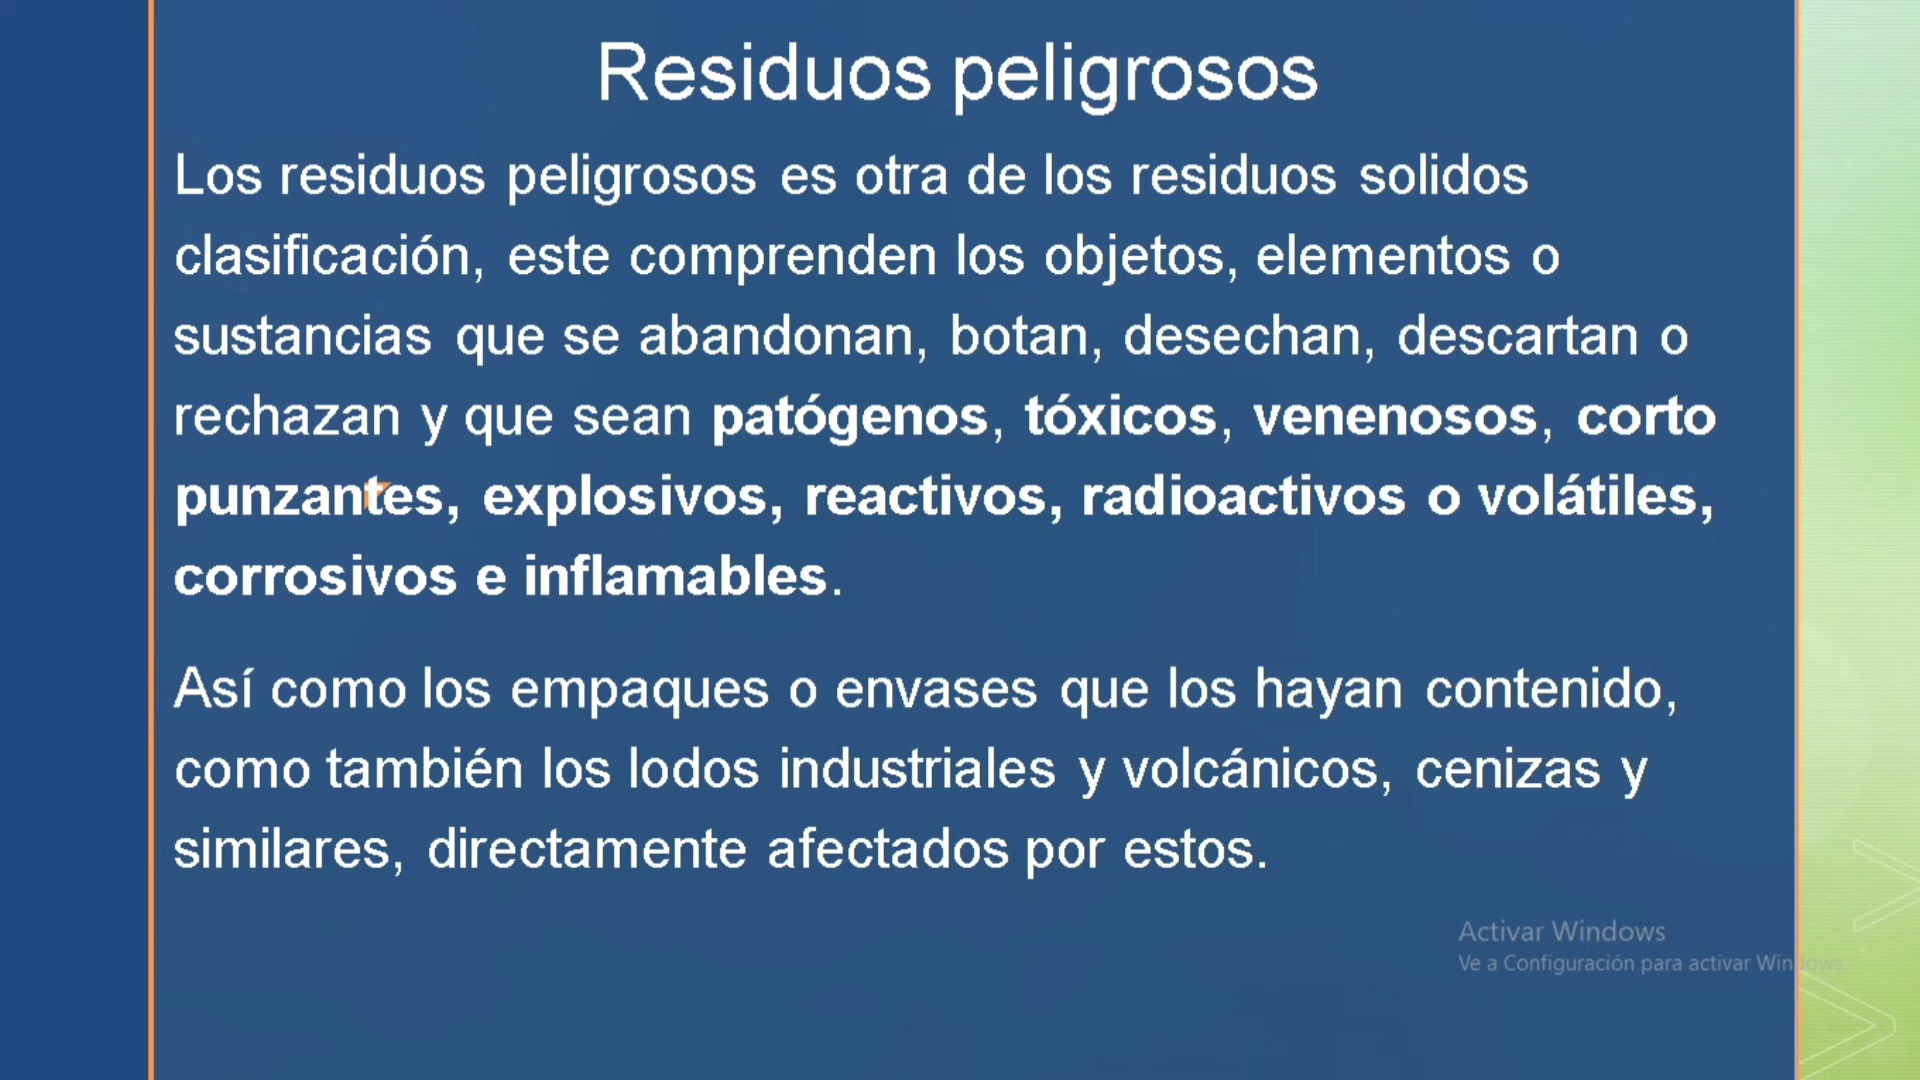 Residuos peligrosos
Los residuos peligrosos es otra de los residuos solidos
clasificación, este comprenden los objetos, elementos o
sustancias que se abandonan, botan, desechan, descartan o
rechazan y que sean patógenos, tóxicos, venenosos, corto
punzantes, explosivos, reactivos, radioactivos o volátiles,
corrosivos e inflamables.
Así como los empaques o envases que los hayan contenido,
como también los lodos industriales y volcánicos, cenizas y
similares, directamente afectados por estos.
Activar Windows
Ve a Configuración para activar Windows.